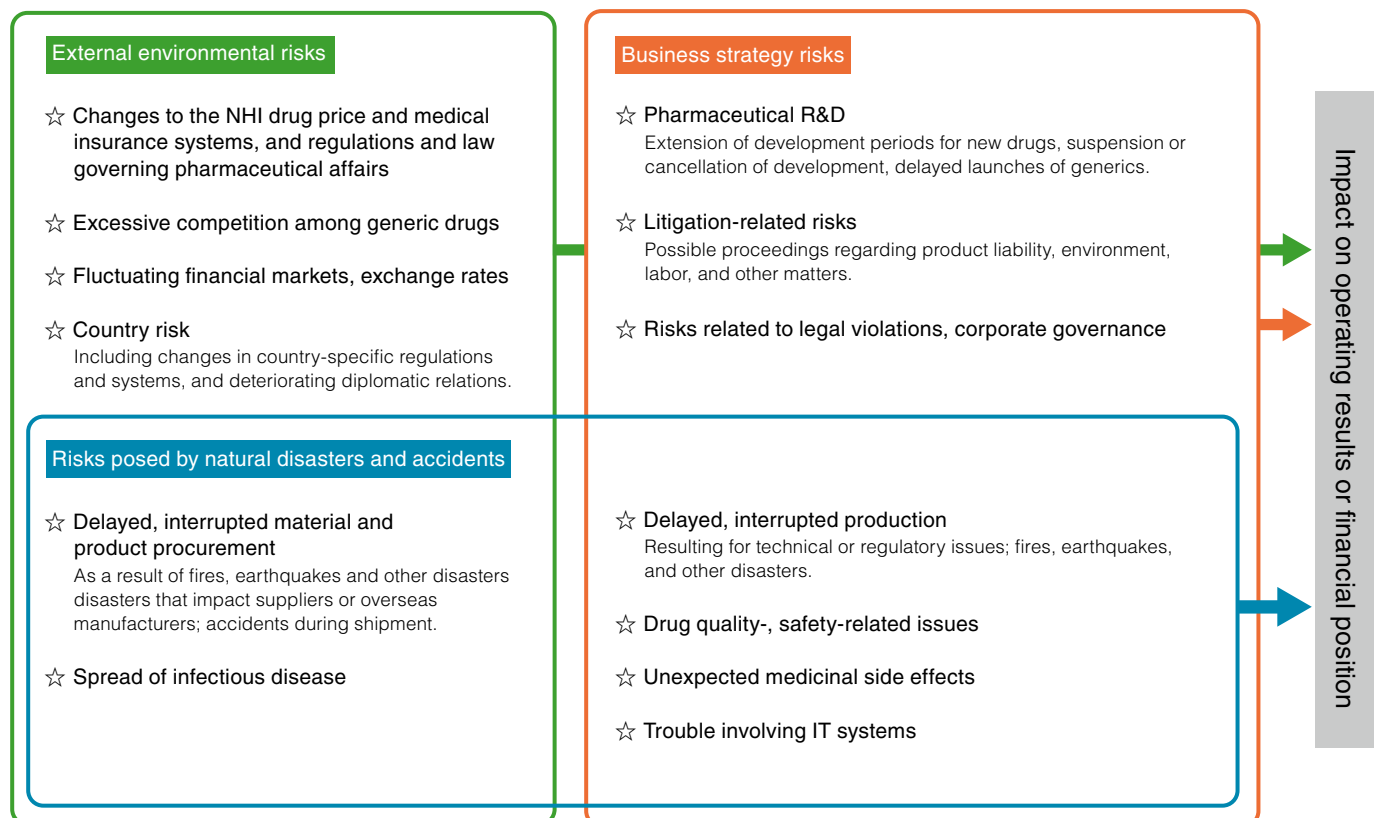 External environmental risks
☆ Changes to the NHI drug price and medical
insurance systems, and regulations and law
governing pharmaceutical affairs
☆ Excessive competition among generic drugs
☆ Fluctuating financial markets, exchange rates
☆ Country risk
Including changes in country-specific regulations
and systems, and deteriorating diplomatic relations.
Business strategy risks
☆ Pharmaceutical R&D
Extension of development periods for new drugs, suspension or
cancellation of development, delayed launches of generics.
☆ Litigation-related risks
Possible proceedings regarding product liability, environment,
labor, and other matters.
☆ Risks related to legal violations, corporate governance
Risks posed by natural disasters and accidents
☆ Delayed, interrupted material and
product procurement
As a result of fires, earthquakes and other disasters
disasters that impact suppliers or overseas
manufacturers; accidents during shipment.
☆ Spread of infectious disease
☆ Delayed, interrupted production
Resulting for technical or regulatory issues; fires, earthquakes,
and other disasters.
☆ Drug quality-, safety-related issues
☆ Unexpected medicinal side effects
☆ Trouble involving IT systems
Impact on operating results or financial position